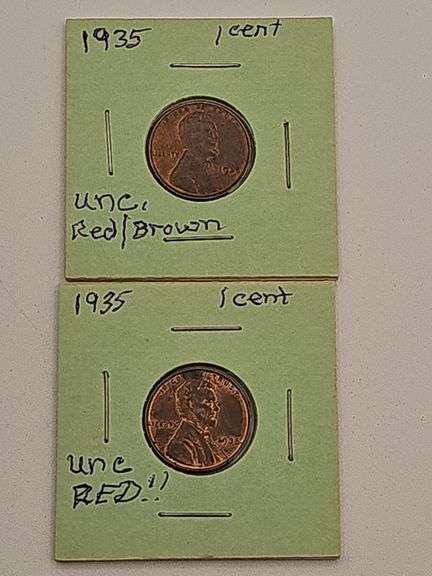 1935 1 cent
unc.
Red/Brown
1935 1 cent
unc
RED!!